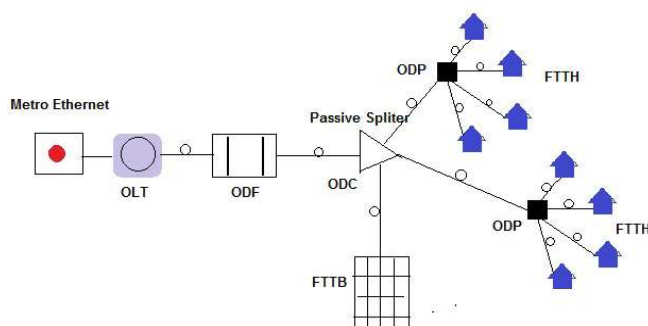 ODP
FTTH
Metro Ethernet
Passive Spliter
OLT
ODF
ODC
ODP
FTTH
FTTB